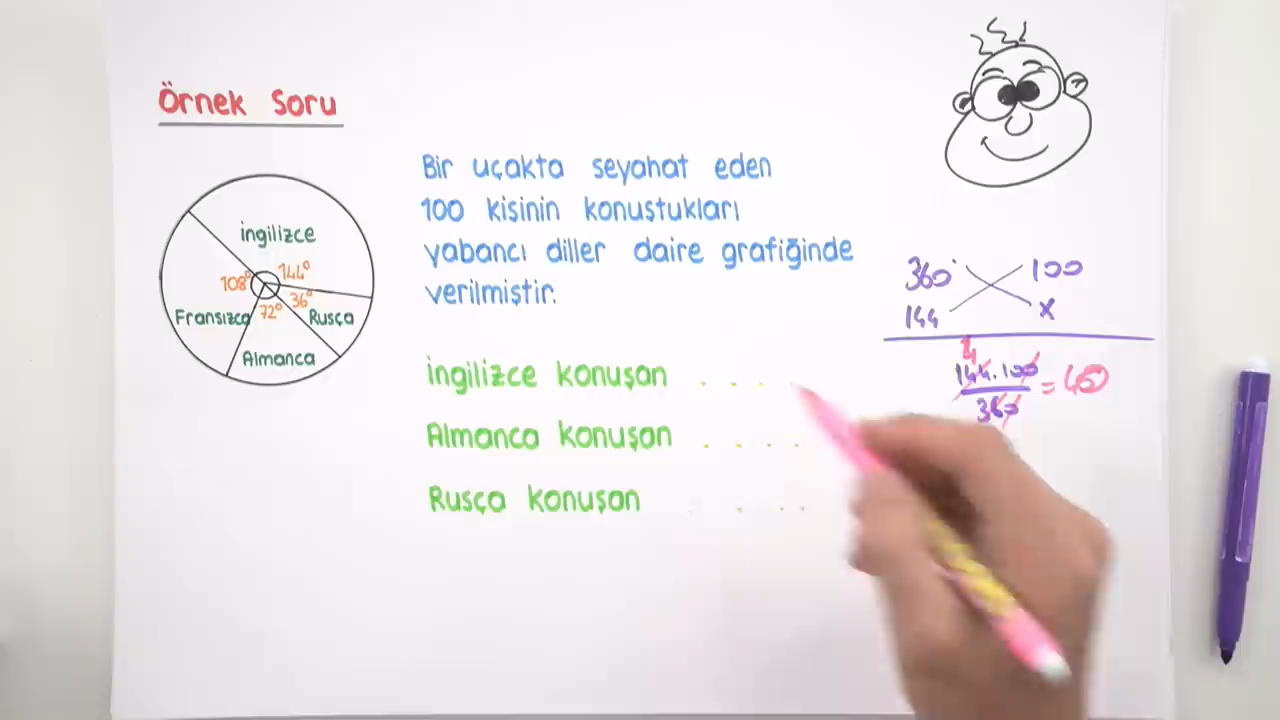 Örnek Soru
Bir uçakta seyahat eden
100 kişinin konuştukları
yabancı diller daire grafiğinde
verilmiştir.
ingilizce
108°
144°
36°
72°
Fransızca
Rusça
Almanca
İngilizce konuşan . . . .
Almanca konuşan . . . .
Rusça konuşan . . . .
360° 100
144 x
4
144.100
360
= 40